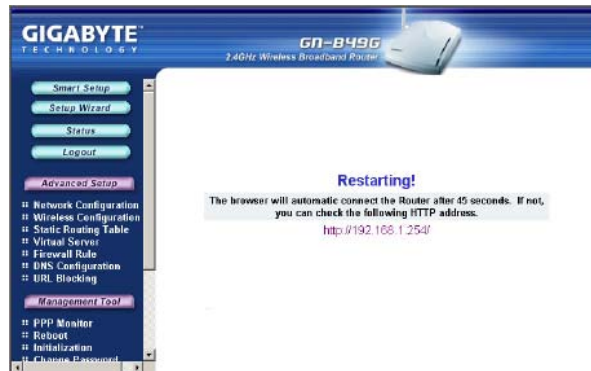 GIGABYTE
TECHNOLOGY
GN-B49G
2.4GHz Wireless Broadband Router
Smart Setup
Setup Wizard
Status
Logout
Advanced Setup
Network Configuration
Wireless Configuration
Static Routing Table
Virtual Server
Firewall Rule
DNS Configuration
URL Blocking
Management Tool
PPP Monitor
Reboot
Initialization
Change Password
Restarting!
The browser will automatic connect the Router after 45 seconds. If not,
you can check the following HTTP address.
http://192.168.1.254/